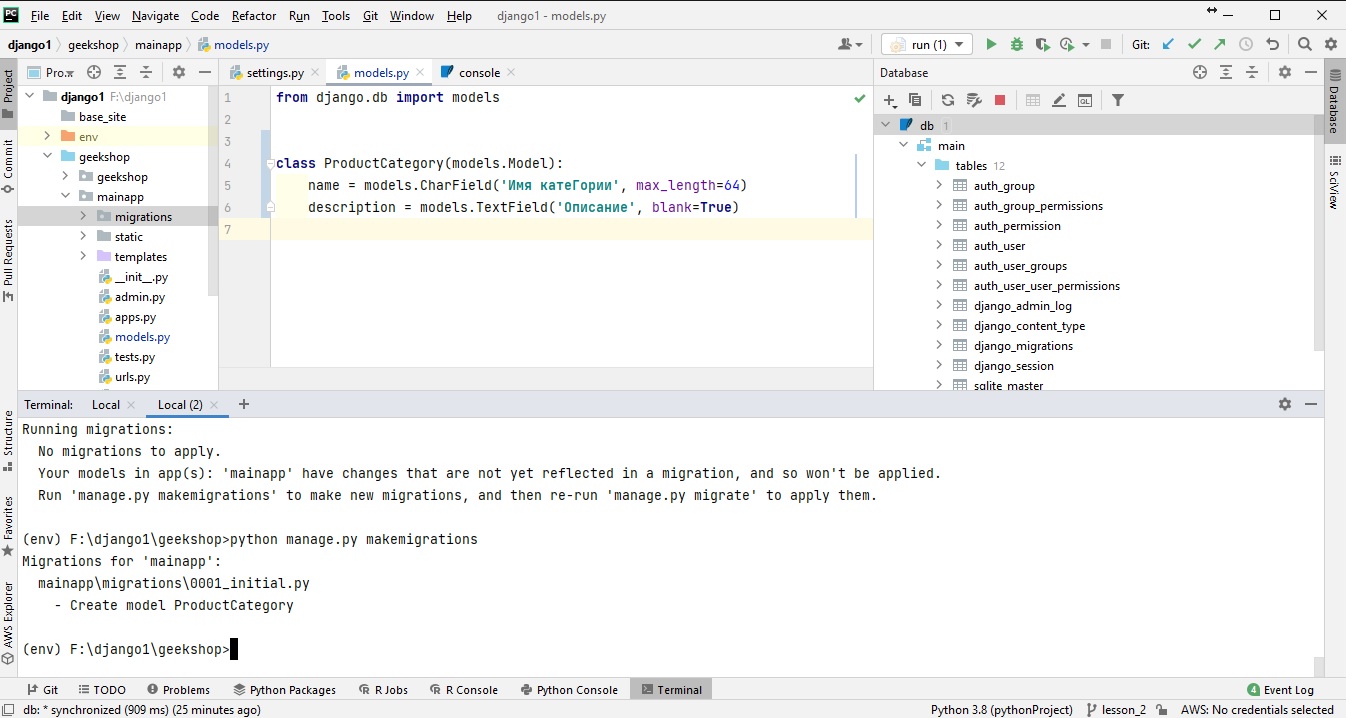 File Edit View Navigate Code Refactor Run Tools Git Window Help django1 - models.py
django1 geekshop mainapp models.py run (1) Git:
Project
Commit
Pull Requests
Structure
Favorites
AWS Explorer
Pro...
django1 F:\django1
base_site
env
geekshop
geekshop
mainapp
migrations
static
templates
__init__.py
admin.py
apps.py
models.py
tests.py
urls.py
settings.py models.py console
1 from django.db import models
2
3
4 class ProductCategory(models.Model):
5 name = models.CharField('Имя катеГории', max_length=64)
6 description = models.TextField('Описание', blank=True)
7
Database
QL
db 1
main
tables 12
auth_group
auth_group_permissions
auth_permission
auth_user
auth_user_groups
auth_user_user_permissions
django_admin_log
django_content_type
django_migrations
django_session
sqlite_master
Database
SciView
Terminal: Local Local (2)
Running migrations:
No migrations to apply.
Your models in app(s): 'mainapp' have changes that are not yet reflected in a migration, and so won't be applied.
Run 'manage.py makemigrations' to make new migrations, and then re-run 'manage.py migrate' to apply them.
(env) F:\django1\geekshop>python manage.py makemigrations
Migrations for 'mainapp':
mainapp\migrations\0001_initial.py
- Create model ProductCategory
(env) F:\django1\geekshop>
Git TODO Problems Python Packages R Jobs R Console Python Console Terminal 4 Event Log
db: * synchronized (909 ms) (25 minutes ago) Python 3.8 (pythonProject) lesson_2 AWS: No credentials selected